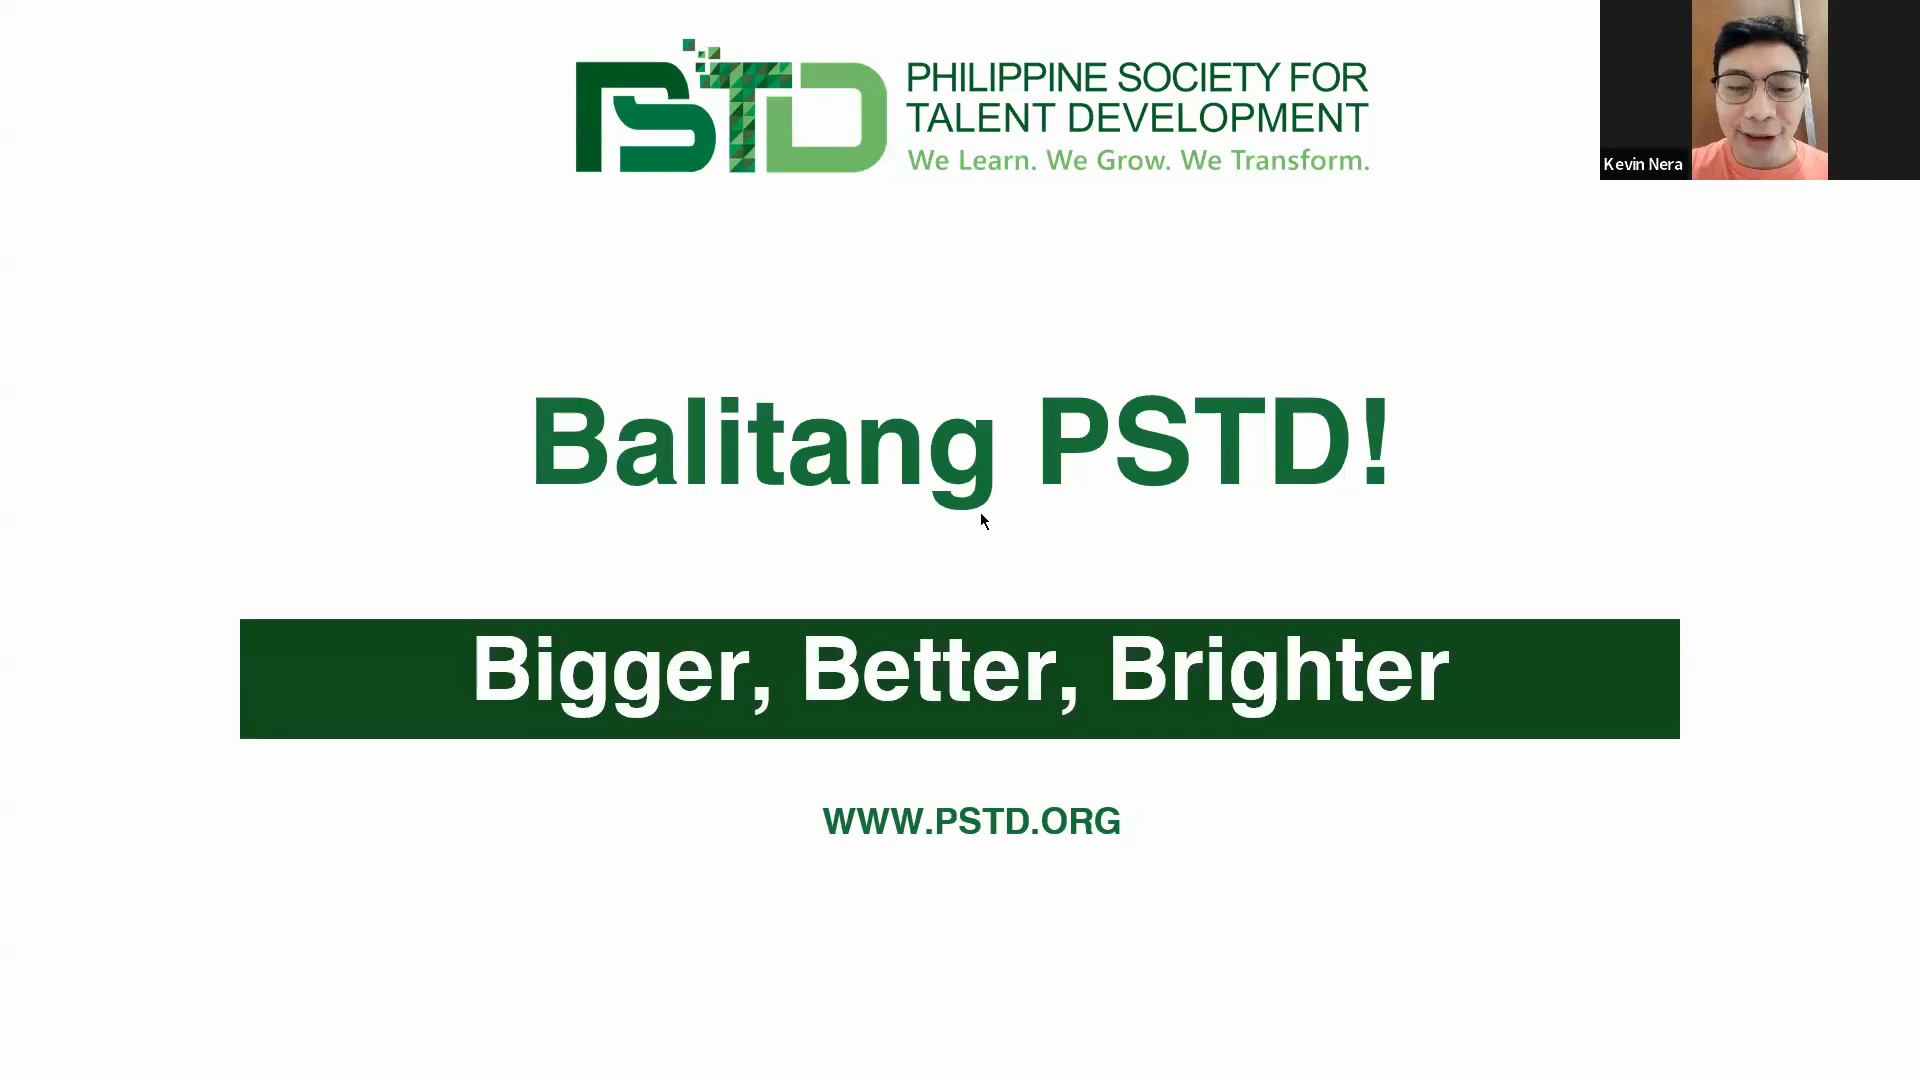 PSTD
PHILIPPINE SOCIETY FOR
TALENT DEVELOPMENT
We Learn. We Grow. We Transform.
Kevin Nera
Balitang PSTD!
Bigger, Better, Brighter
WWW.PSTD.ORG